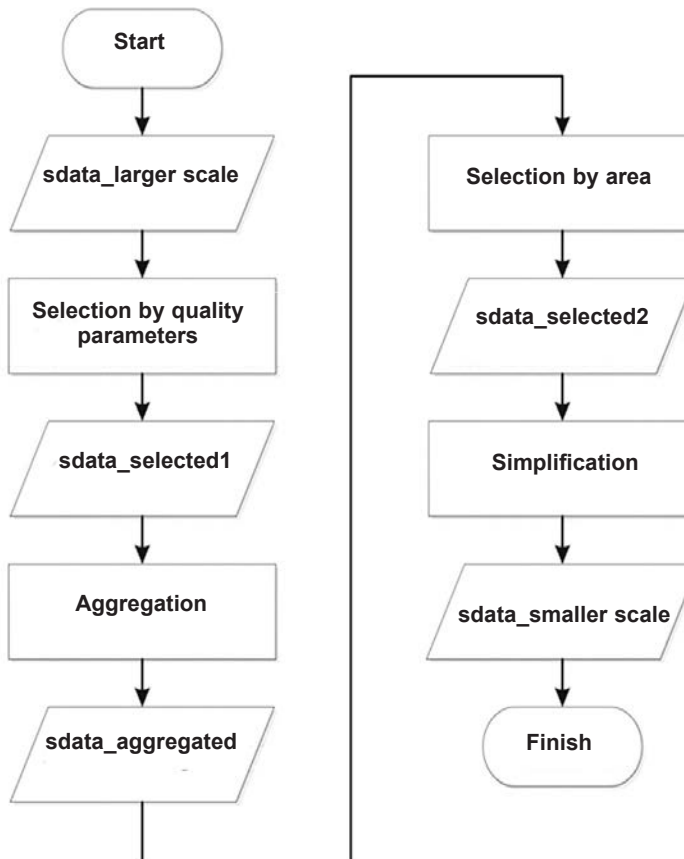 Start
sdata_larger scale
Selection by quality
parameters
sdata_selected1
Aggregation
sdata_aggregated
Selection by area
sdata_selected2
Simplification
sdata_smaller scale
Finish